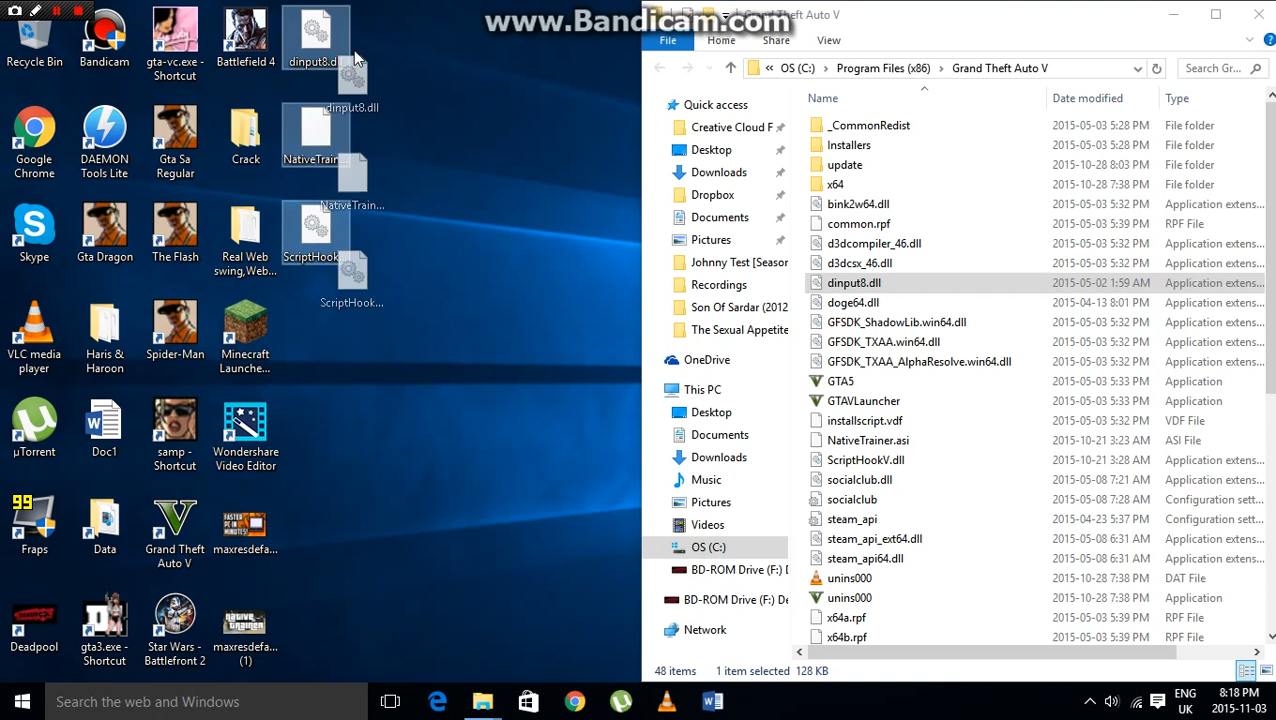 www.Bandicam.com
Grand Theft Auto V
File
Home
Share
View
OS (C:)
Program Files (x86)
Grand Theft Auto V
Search Gr...
Recycle Bin
Bandicam
gta-vc.exe -
Shortcut
Battlefield 4
dinput8.dll
dinput8.dll
Google
Chrome
DAEMON
Tools Lite
Gta Sa
Regular
Crack
NativeTrain...
NativeTrain...
Skype
Gta Dragon
The Flash
Real Web
swing,Web...
ScriptHook...
ScriptHook...
VLC media
player
Haris &
Haroon
Spider-Man
Minecraft
Launche...
µTorrent
Doc1
samp -
Shortcut
Wondershare
Video Editor
99
Fraps
Data
Grand Theft
Auto V
FASTER
PC IN
MINUTES!
maxresdefa...
Deadpool
gta3.exe -
Shortcut
Star Wars -
Battlefront 2
NATIVE
TRAINER
maxresdefa...
(1)
Quick access
Creative Cloud F
Desktop
Downloads
Dropbox
Documents
Pictures
Johnny Test [Seasor
Recordings
Son Of Sardar (2012
The Sexual Appetite
OneDrive
This PC
Desktop
Documents
Downloads
Music
Pictures
Videos
OS (C:)
BD-ROM Drive (F:) D
BD-ROM Drive (F:) De
Network
Name Date modified Type
_CommonRedist 2015-05-03 5:28 PM File folder
Installers 2015-05-03 5:28 PM File folder
update 2015-10-28 8:03 PM File folder
x64 2015-10-28 7:38 PM File folder
bink2w64.dll 2015-05-03 5:32 PM Application extens...
common.rpf 2015-05-03 5:39 PM RPF File
d3dcompiler_46.dll 2015-05-03 5:32 PM Application extens...
d3dcsx_46.dll 2015-05-03 5:32 PM Application extens...
dinput8.dll 2015-05-02 1:59 AM Application extens...
doge64.dll 2015-04-13 8:01 PM Application extens...
GFSDK_ShadowLib.win64.dll 2015-05-03 5:32 PM Application extens...
GFSDK_TXAA.win64.dll 2015-05-03 5:32 PM Application extens...
GFSDK_TXAA_AlphaResolve.win64.dll 2015-05-03 5:32 PM Application extens...
GTA5 2015-05-03 5:33 PM Application
GTAVLauncher 2015-05-03 5:33 PM Application
installscript.vdf 2015-05-03 5:32 PM VDF File
NativeTrainer.asi 2015-10-21 3:23 AM ASI File
ScriptHookV.dll 2015-10-21 3:28 AM Application extens...
socialclub.dll 2015-05-08 7:21 AM Application extens...
socialclub 2015-05-08 7:28 AM Configuration sett...
steam_api 2015-04-23 5:37 PM Configuration sett...
steam_api_ext64.dll 2015-05-08 6:31 AM Application extens...
steam_api64.dll 2015-05-08 6:31 AM Application extens...
unins000 2015-10-28 7:38 PM DAT File
unins000 2015-10-28 7:38 PM Application
x64a.rpf 2015-05-03 5:39 PM RPF File
x64b.rpf 2015-05-03 5:39 PM RPF File
48 items 1 item selected 128 KB
Search the web and Windows
ENG
UK
8:18 PM
2015-11-03